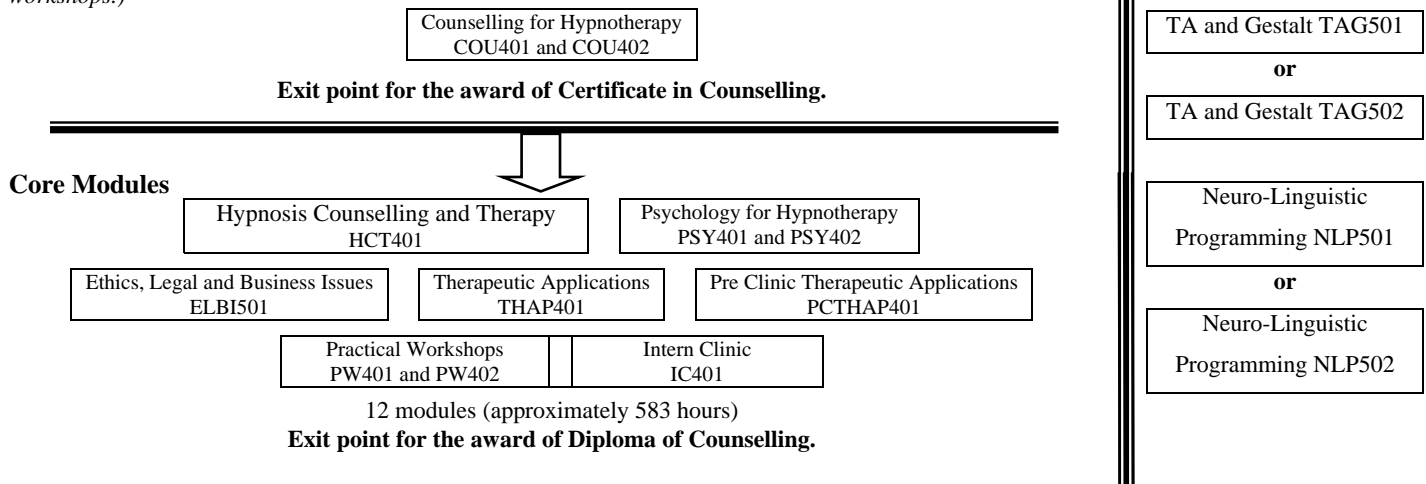 workshops.)
Counselling for Hypnotherapy
COU401 and COU402
Exit point for the award of Certificate in Counselling.
Core Modules
Hypnosis Counselling and Therapy
HCT401
Psychology for Hypnotherapy
PSY401 and PSY402
Ethics, Legal and Business Issues
ELBI501
Therapeutic Applications
THAP401
Pre Clinic Therapeutic Applications
PCTHAP401
Practical Workshops
PW401 and PW402
Intern Clinic
IC401
12 modules (approximately 583 hours)
Exit point for the award of Diploma of Counselling.
TA and Gestalt TAG501
or
TA and Gestalt TAG502
Neuro-Linguistic
Programming NLP501
or
Neuro-Linguistic
Programming NLP502